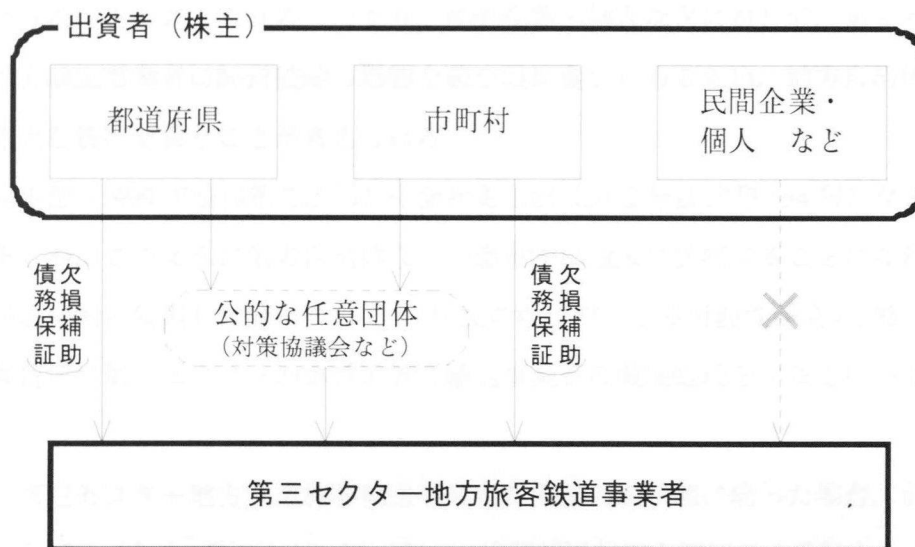 出資者（株主）
都道府県
市町村
民間企業・
個人　など
欠損補助
債務保証
公的な任意団体
（対策協議会など）
欠損補助
債務保証
第三セクター地方旅客鉄道事業者